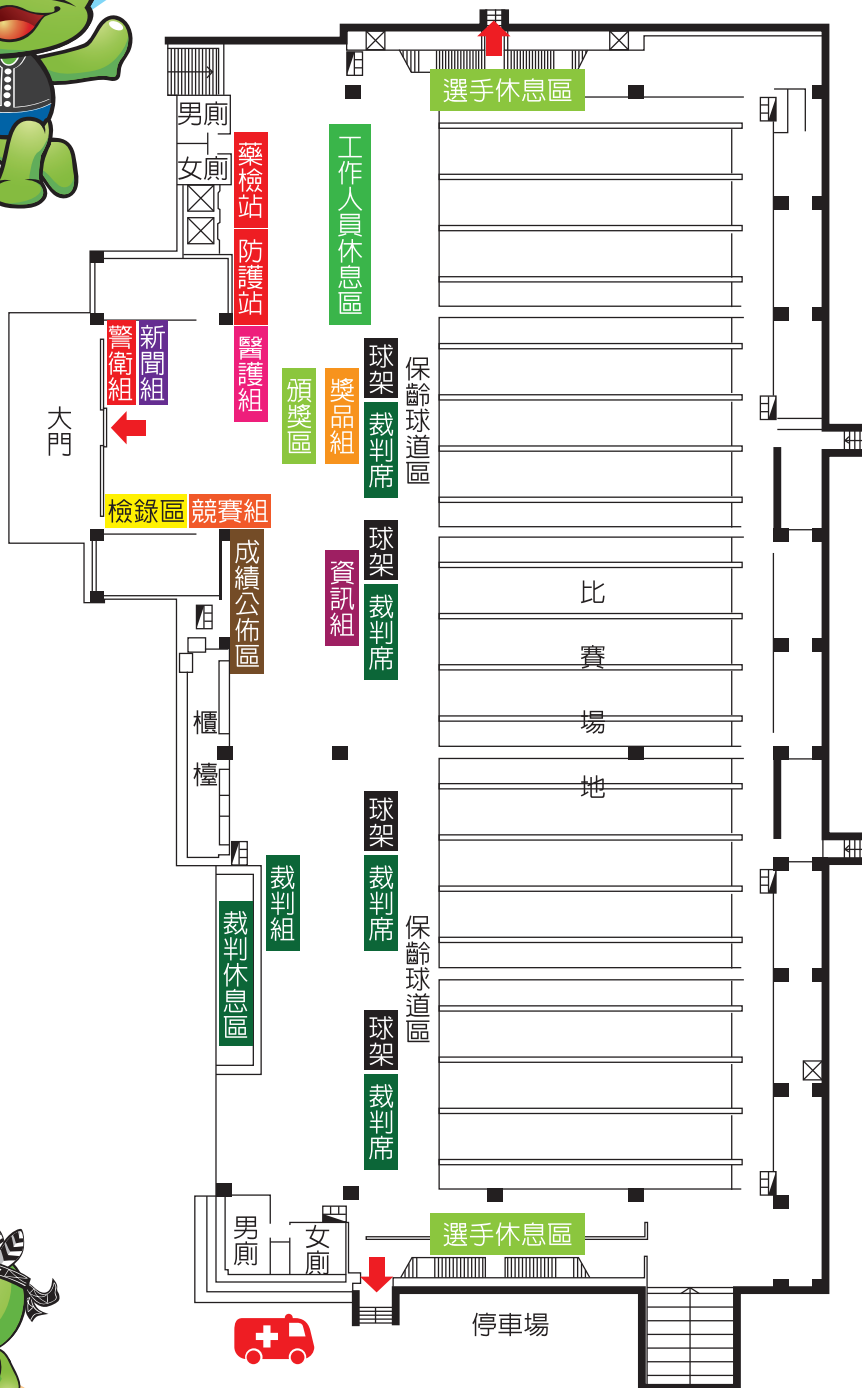 選手休息區
男廁
女廁
藥檢站
防護站
醫護組
工作人員休息區
警衛組
新聞組
大門
頒獎區
獎品組
球架
裁判席
保齡球道區
檢錄區
競賽組
成績公佈區
資訊組
球架
裁判席
比賽場地
櫃檯
球架
裁判席
裁判組
裁判休息區
保齡球道區
球架
裁判席
男廁
女廁
選手休息區
停車場